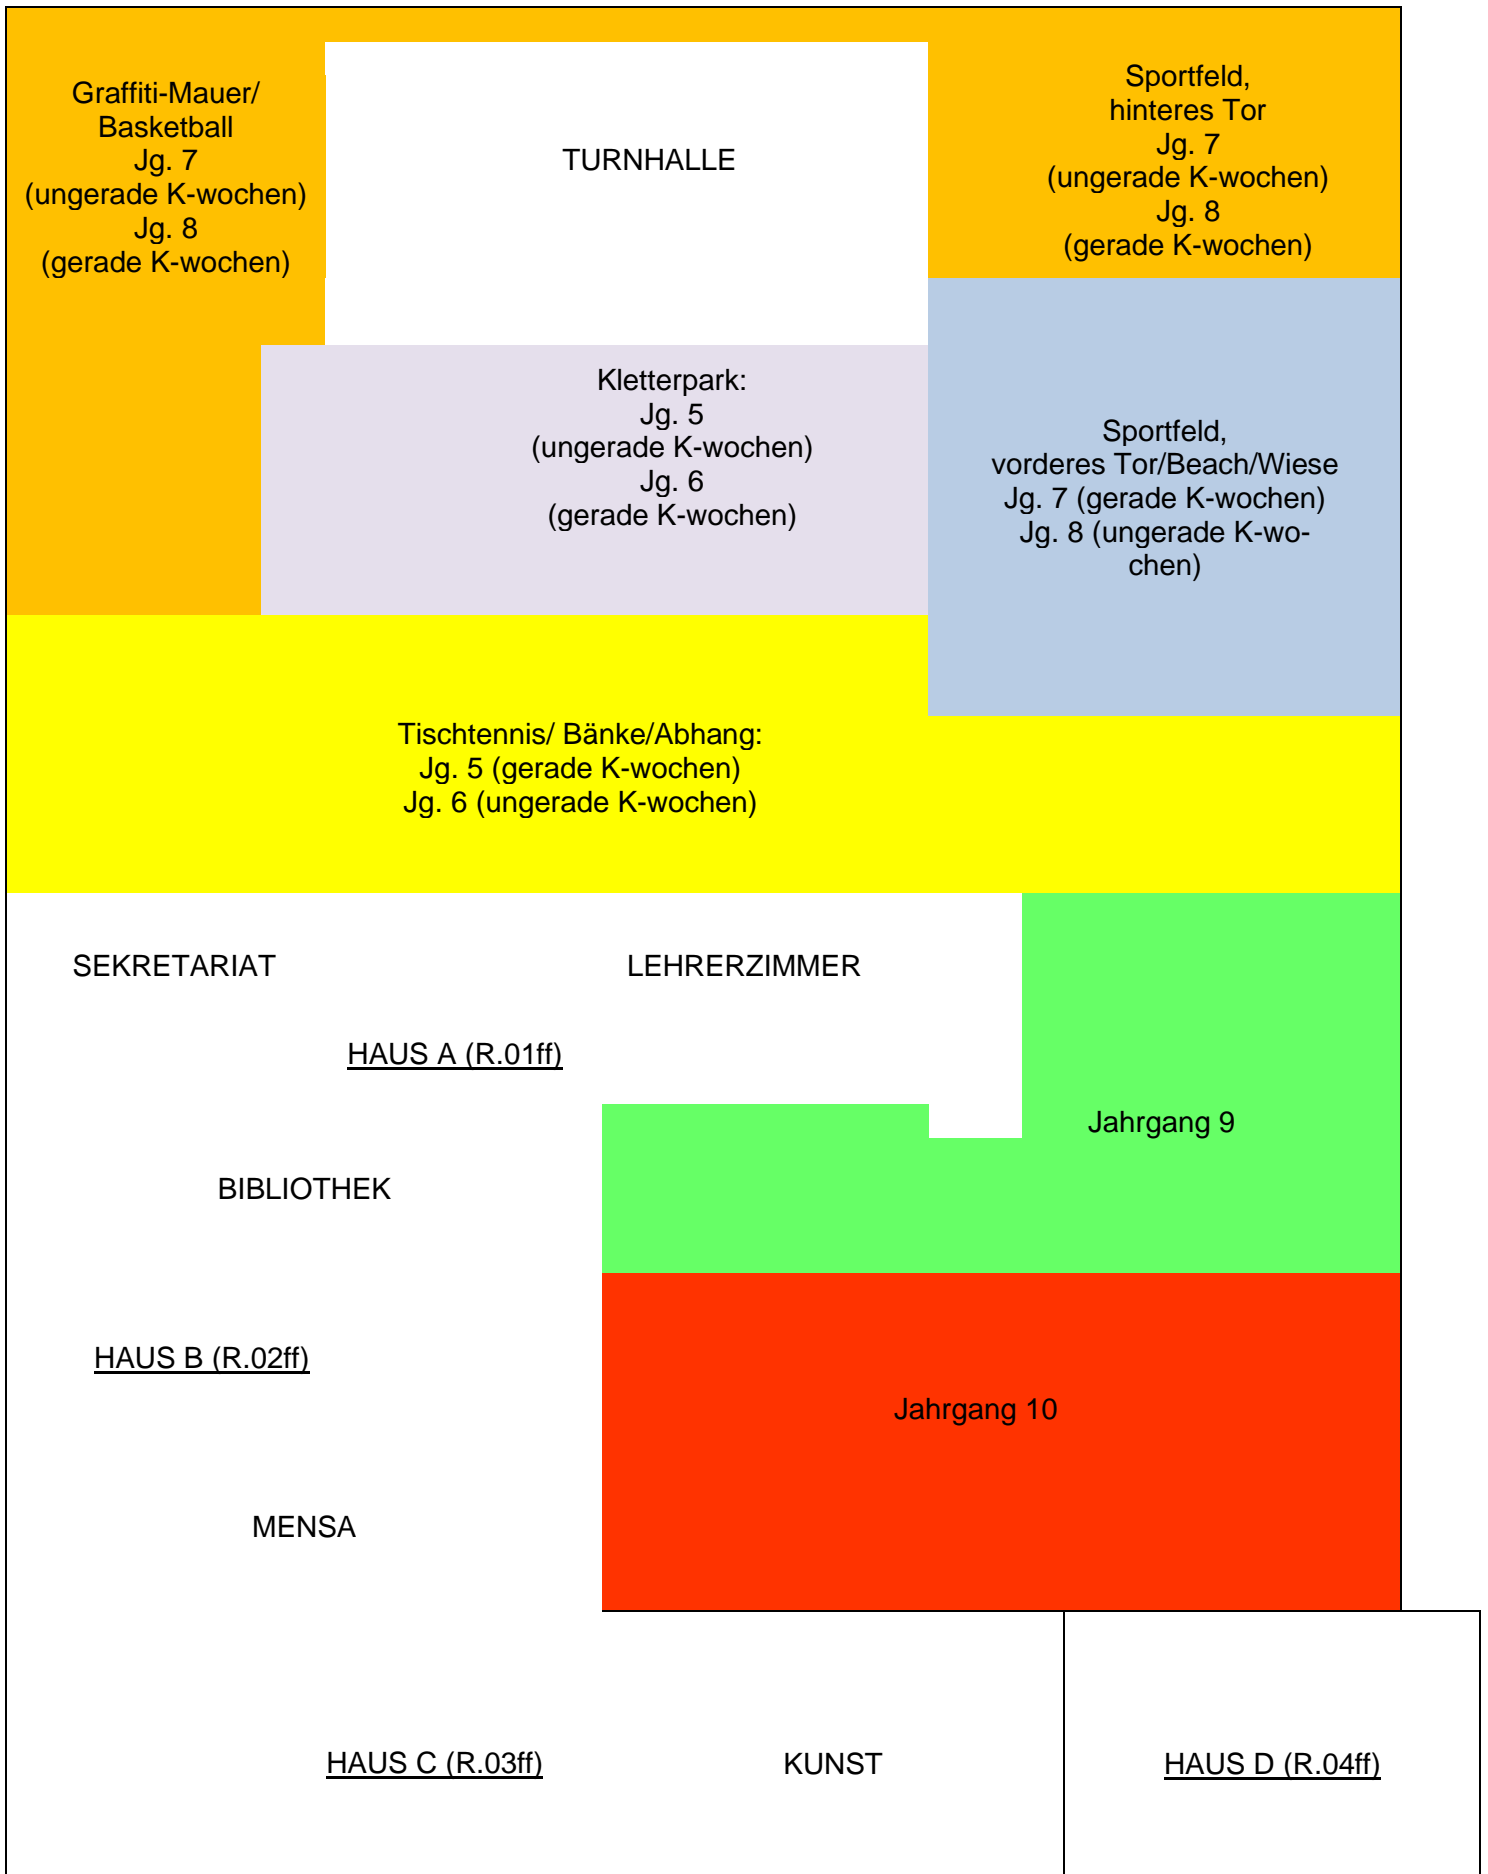 Graffiti-Mauer/
Basketball
Jg. 7
(ungerade K-wochen)
Jg. 8
(gerade K-wochen)
TURNHALLE
Sportfeld,
hinteres Tor
Jg. 7
(ungerade K-wochen)
Jg. 8
(gerade K-wochen)
Kletterpark:
Jg. 5
(ungerade K-wochen)
Jg. 6
(gerade K-wochen)
Sportfeld,
vorderes Tor/Beach/Wiese
Jg. 7 (gerade K-wochen)
Jg. 8 (ungerade K-wo-
chen)
Tischtennis/ Bänke/Abhang:
Jg. 5 (gerade K-wochen)
Jg. 6 (ungerade K-wochen)
SEKRETARIAT
LEHRERZIMMER
HAUS A (R.01ff)
Jahrgang 9
BIBLIOTHEK
HAUS B (R.02ff)
Jahrgang 10
MENSA
HAUS C (R.03ff)
KUNST
HAUS D (R.04ff)